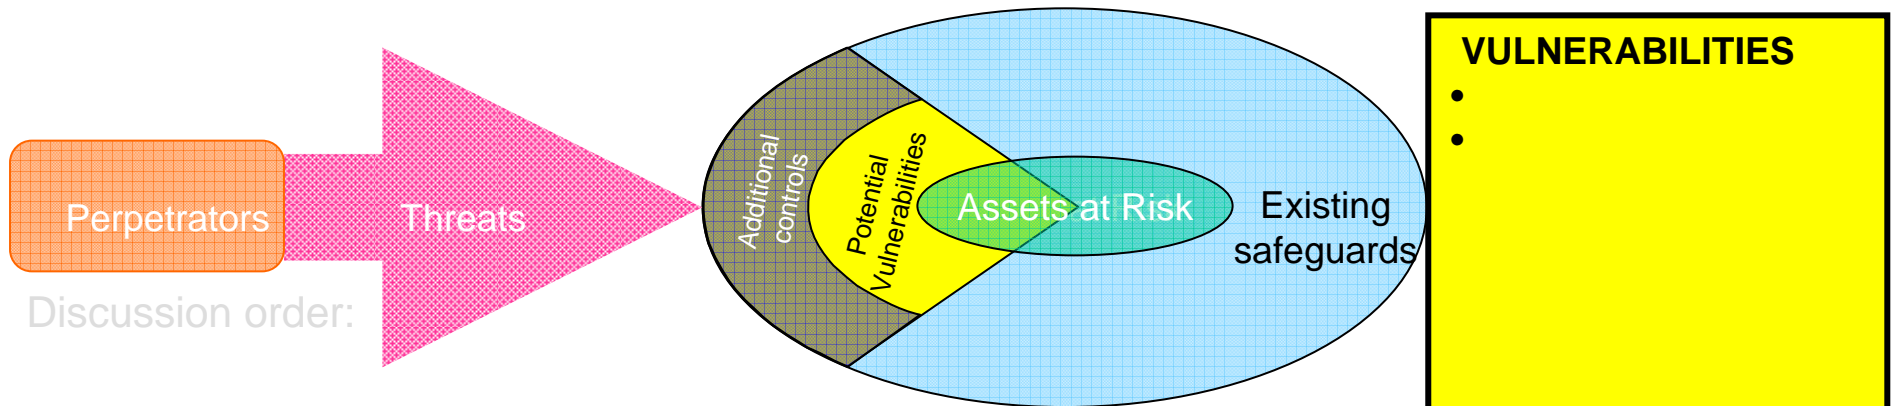 Perpetrators
Threats
Additional
controls
Potential
Vulnerabilities
Assets at Risk
Existing
safeguards
VULNERABILITIES
•
•
Discussion order: